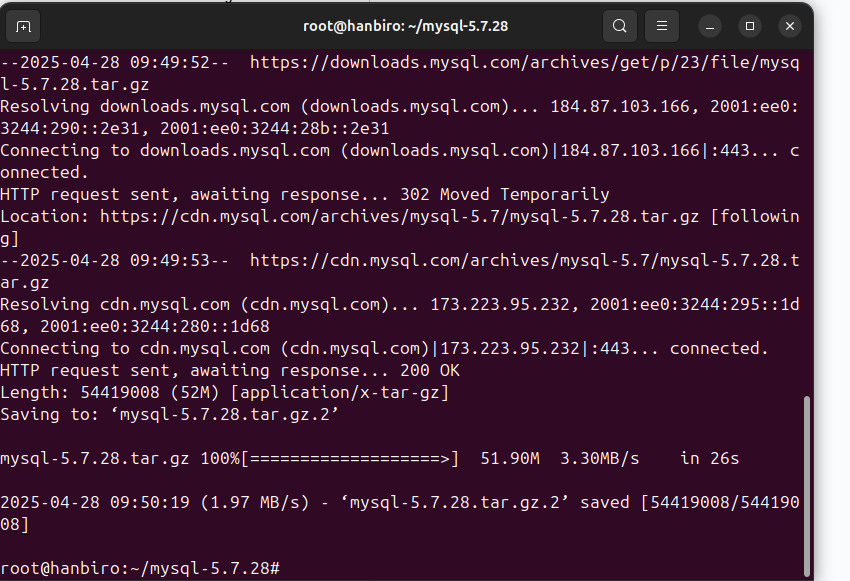 root@hanbiro: ~/mysql-5.7.28
--2025-04-28 09:49:52--  https://downloads.mysql.com/archives/get/p/23/file/mysq
l-5.7.28.tar.gz
Resolving downloads.mysql.com (downloads.mysql.com)... 184.87.103.166, 2001:ee0:
3244:290::2e31, 2001:ee0:3244:28b::2e31
Connecting to downloads.mysql.com (downloads.mysql.com)|184.87.103.166|:443... c
onnected.
HTTP request sent, awaiting response... 302 Moved Temporarily
Location: https://cdn.mysql.com/archives/mysql-5.7/mysql-5.7.28.tar.gz [followin
g]
--2025-04-28 09:49:53--  https://cdn.mysql.com/archives/mysql-5.7/mysql-5.7.28.t
ar.gz
Resolving cdn.mysql.com (cdn.mysql.com)... 173.223.95.232, 2001:ee0:3244:295::1d
68, 2001:ee0:3244:280::1d68
Connecting to cdn.mysql.com (cdn.mysql.com)|173.223.95.232|:443... connected.
HTTP request sent, awaiting response... 200 OK
Length: 54419008 (52M) [application/x-tar-gz]
Saving to: ‘mysql-5.7.28.tar.gz.2’
mysql-5.7.28.tar.gz 100%[===================>]  51.90M  3.30MB/s    in 26s
2025-04-28 09:50:19 (1.97 MB/s) - ‘mysql-5.7.28.tar.gz.2’ saved [54419008/544190
08]
root@hanbiro:~/mysql-5.7.28#